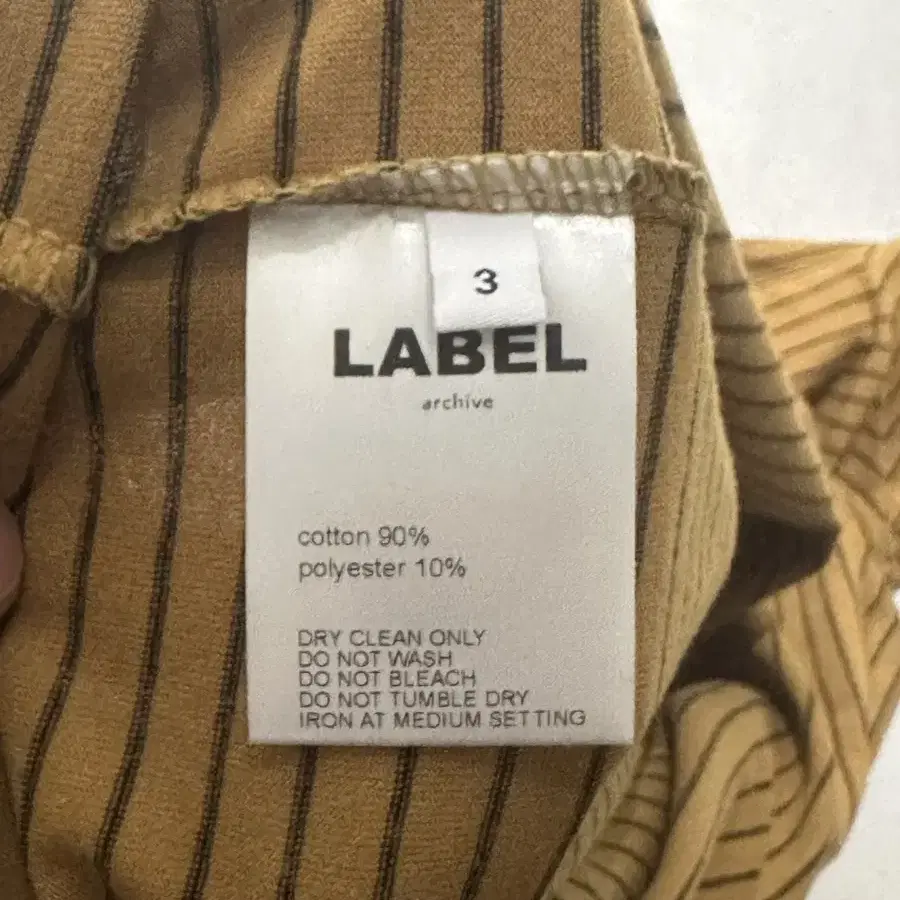 3
LABEL
archive
cotton 90%
polyester 10%
DRY CLEAN ONLY
DO NOT WASH
DO NOT BLEACH
DO NOT TUMBLE DRY
IRON AT MEDIUM SETTING